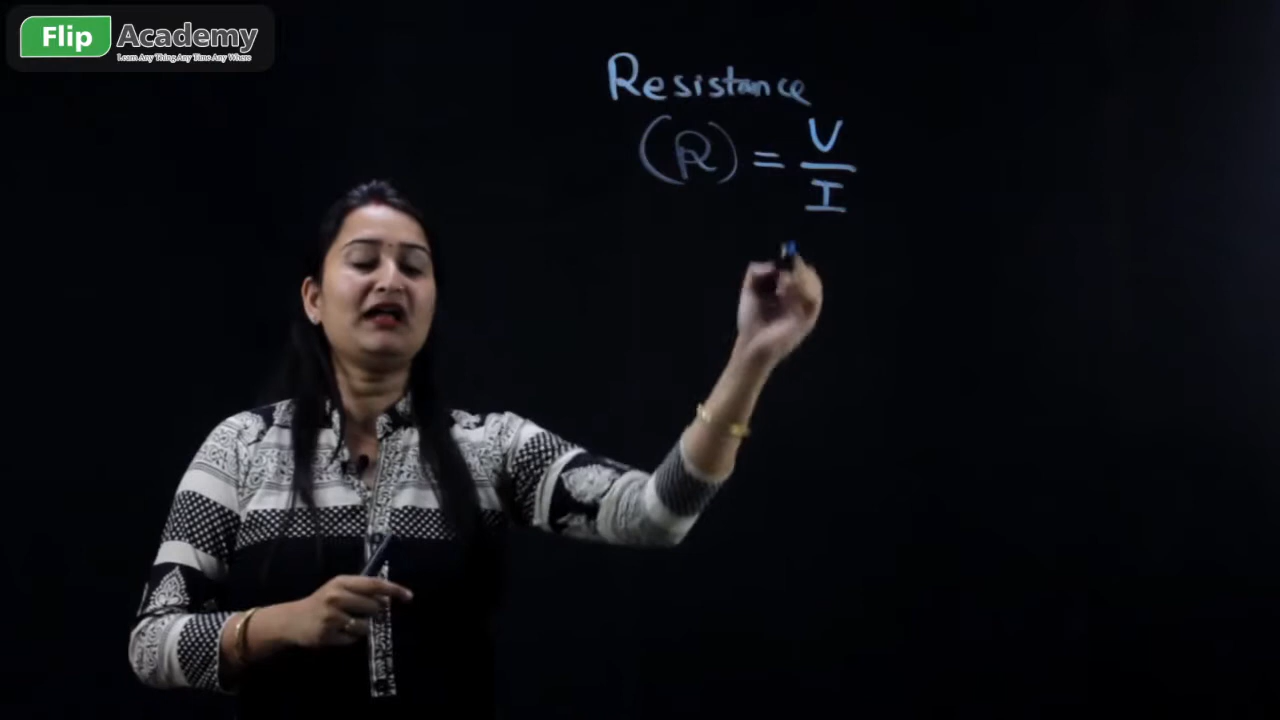 Flip Academy
Learn Any Thing Any Time Any Where
Resistance
(R) = V
I